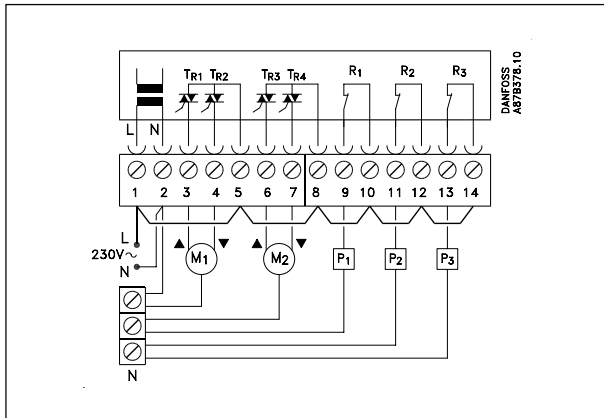 TR1 TR2 TR3 TR4 R1 R2 R3
DANFOSS
A87B378.10
L N
1 2 3 4 5 6 7 8 9 10 11 12 13 14
L
230V~
N
▲ M1 ▼ ▲ M2 ▼ P1 P2 P3
N